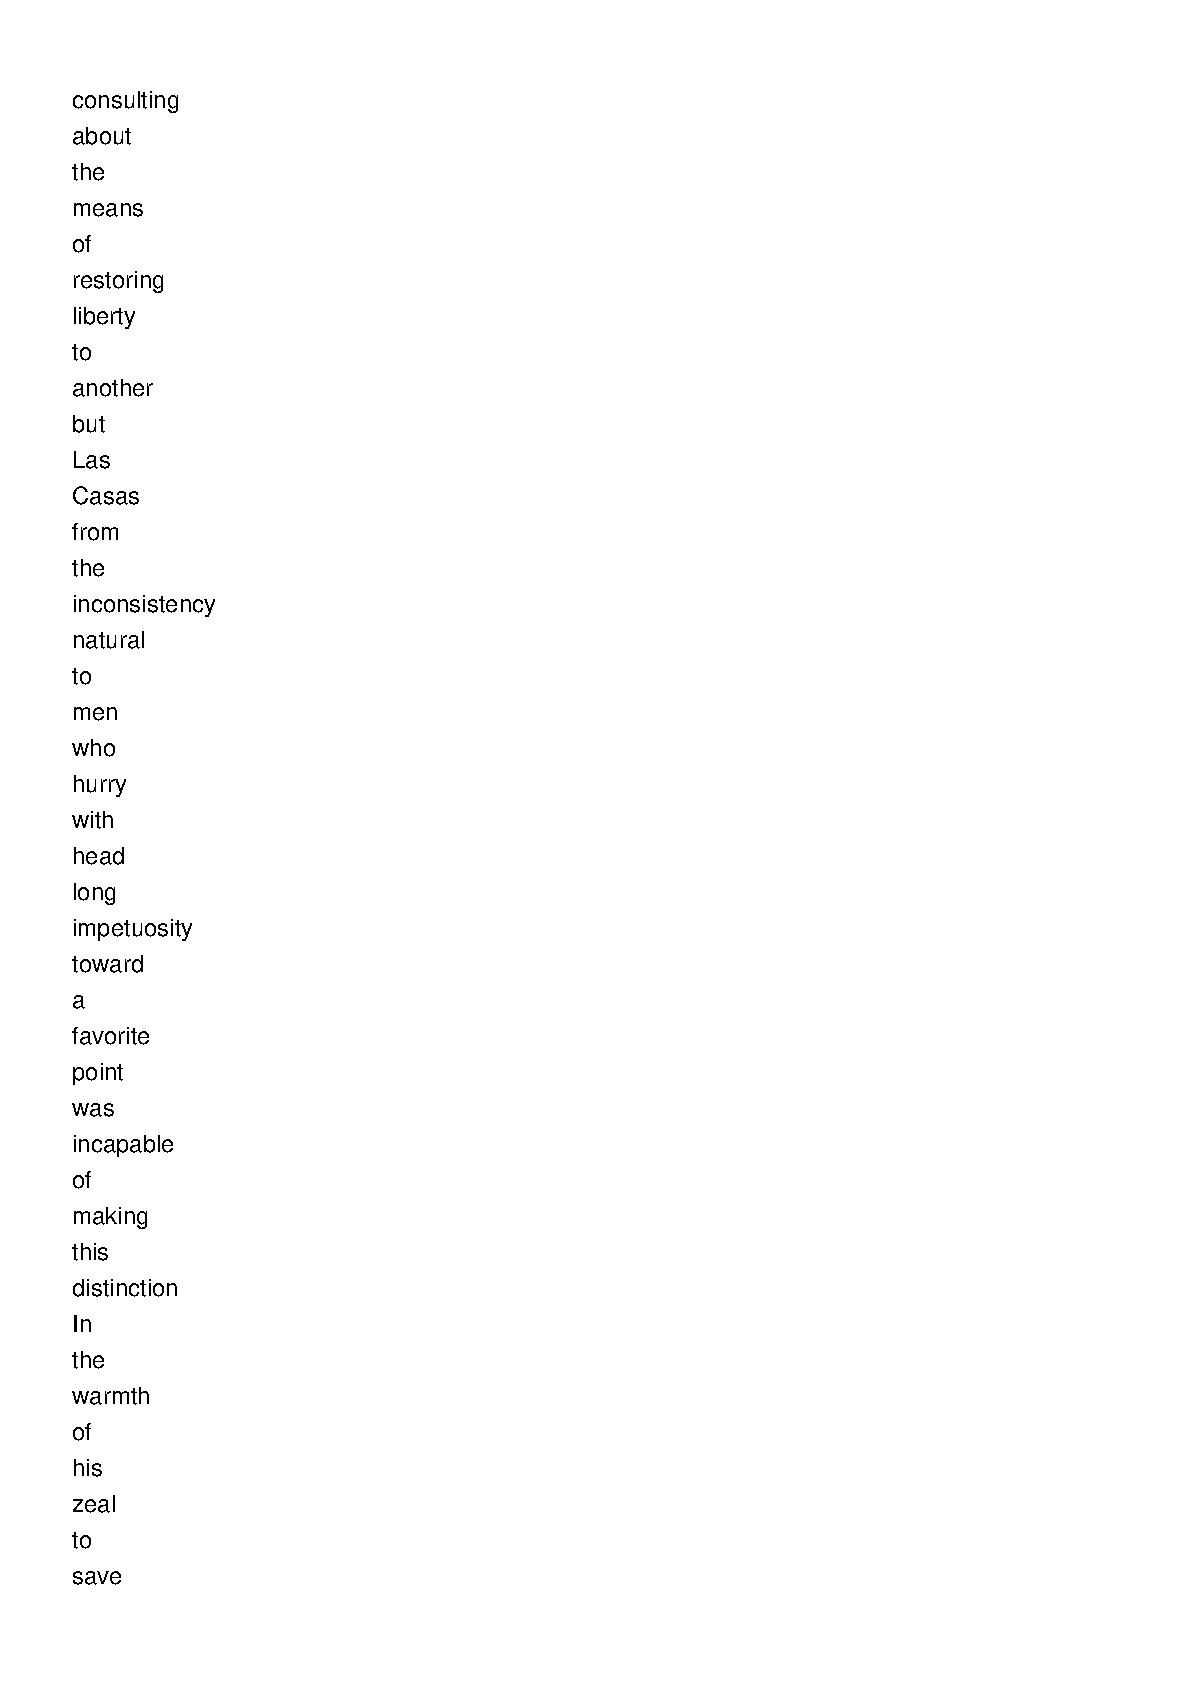 consulting
about
the
means
of
restoring
liberty
to
another
but
Las
Casas
from
the
inconsistency
natural
to
men
who
hurry
with
head
long
impetuosity
toward
a
favorite
point
was
incapable
of
making
this
distinction
In
the
warmth
of
his
zeal
to
save